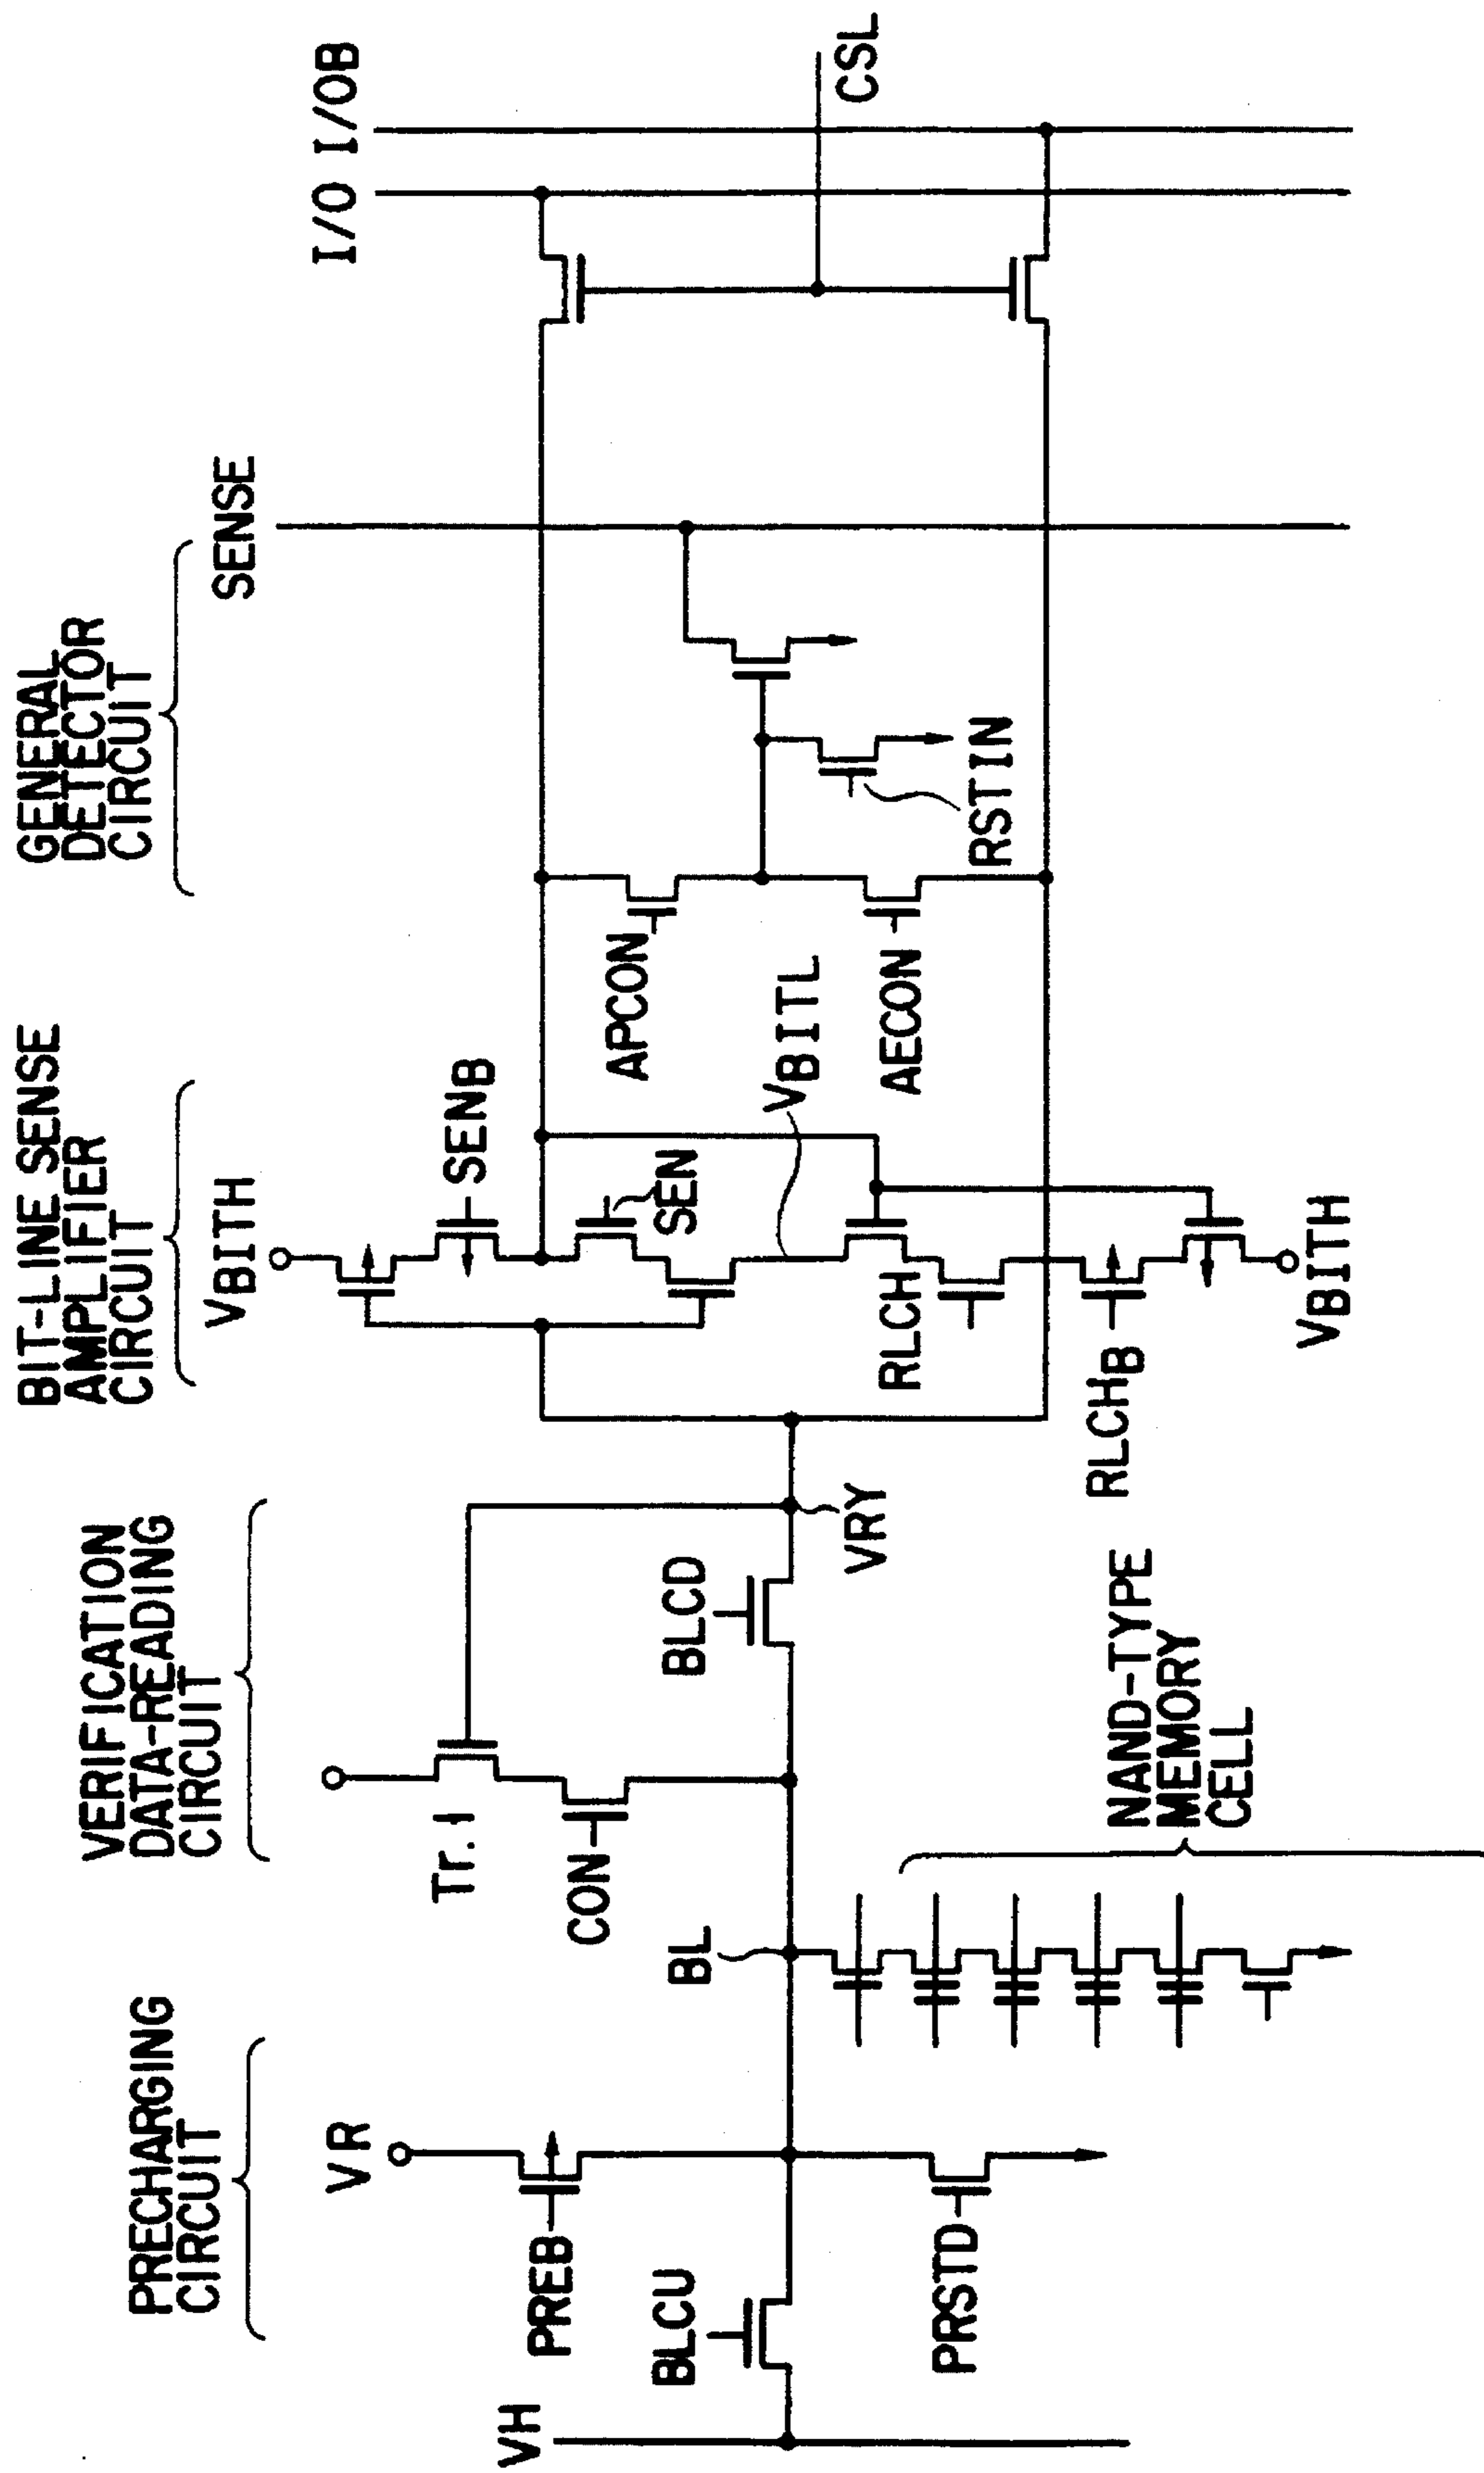 PRECHARGING
CIRCUIT
VERIFICATION
DATA-READING
CIRCUIT
BIT-LINE SENSE
AMPLIFIER
CIRCUIT
GENERAL
DETECTOR
CIRCUIT
VH
BLCU
VR
PREB
PRSTD
BL
Tr.1
CON
BLCD
VRY
NAND-TYPE
MEMORY
CELL
VBITH
SENB
SEN
VBITL
RLCH
RLCHB
VBITH
APCON
AECON
RSTIN
SENSE
I/O
I/OB
CSL